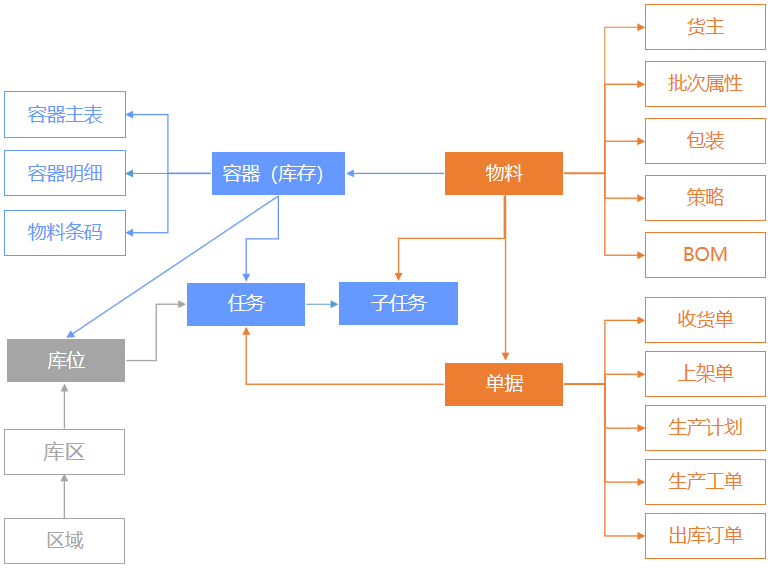 货主
批次属性
容器主表
包装
容器明细
容器（库存）
物料
策略
物料条码
BOM
任务
子任务
收货单
库位
上架单
单据
生产计划
库区
生产工单
区域
出库订单